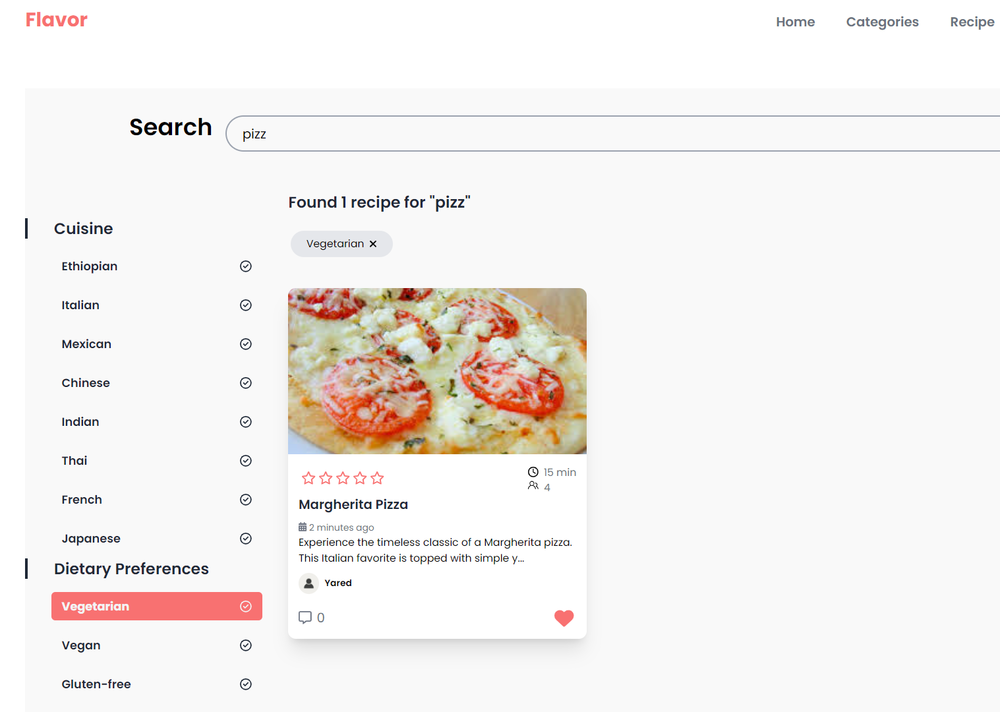 Flavor
Home Categories Recipe
Search
pizz
Found 1 recipe for "pizz"
Vegetarian
Cuisine
Ethiopian
Italian
Mexican
Chinese
Indian
Thai
French
Japanese
Dietary Preferences
Vegetarian
Vegan
Gluten-free
15 min
4
Margherita Pizza
2 minutes ago
Experience the timeless classic of a Margherita pizza.
This Italian favorite is topped with simple y...
Yared
0